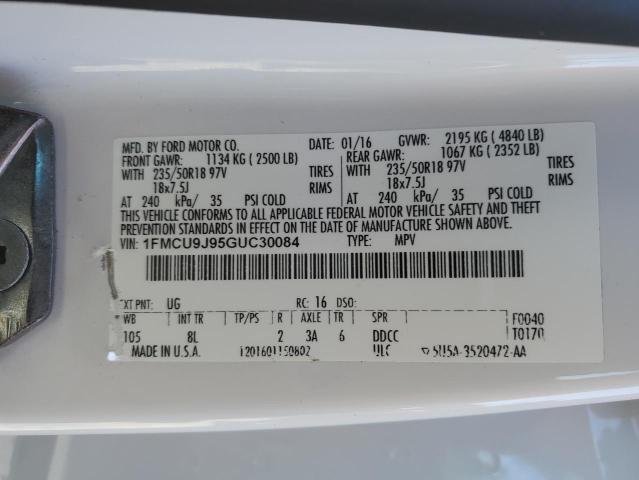 MFD. BY FORD MOTOR CO. DATE: 01/16 GVWR: 2195 KG ( 4840 LB)
FRONT GAWR: 1134 KG ( 2500 LB) REAR GAWR: 1067 KG ( 2352 LB)
WITH 235/50R18 97V TIRES WITH 235/50R18 97V TIRES
18x7.5J RIMS 18x7.5J RIMS
AT 240 kPa/ 35 PSI COLD AT 240 kPa/ 35 PSI COLD
THIS VEHICLE CONFORMS TO ALL APPLICABLE FEDERAL MOTOR VEHICLE SAFETY AND THEFT
PREVENTION STANDARDS IN EFFECT ON THE DATE OF MANUFACTURE SHOWN ABOVE.
VIN: 1FMCU9J95GUC30084 TYPE: MPV
EXT PNT: UG RC: 16 DSO:
WB INT TR TP/PS R AXLE TR SPR F0040
105 8L 2 3A 6 DDCC T0170
MADE IN U.S.A. ULC 5U5A-3520472-AA